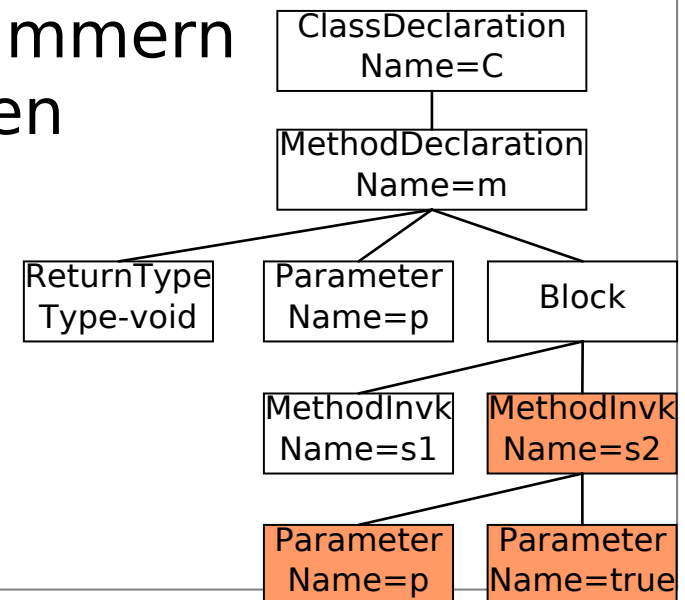 mmern
en
ClassDeclaration
Name=C
MethodDeclaration
Name=m
ReturnType
Type-void
Parameter
Name=p
Block
MethodInvk
Name=s1
MethodInvk
Name=s2
Parameter
Name=p
Parameter
Name=true